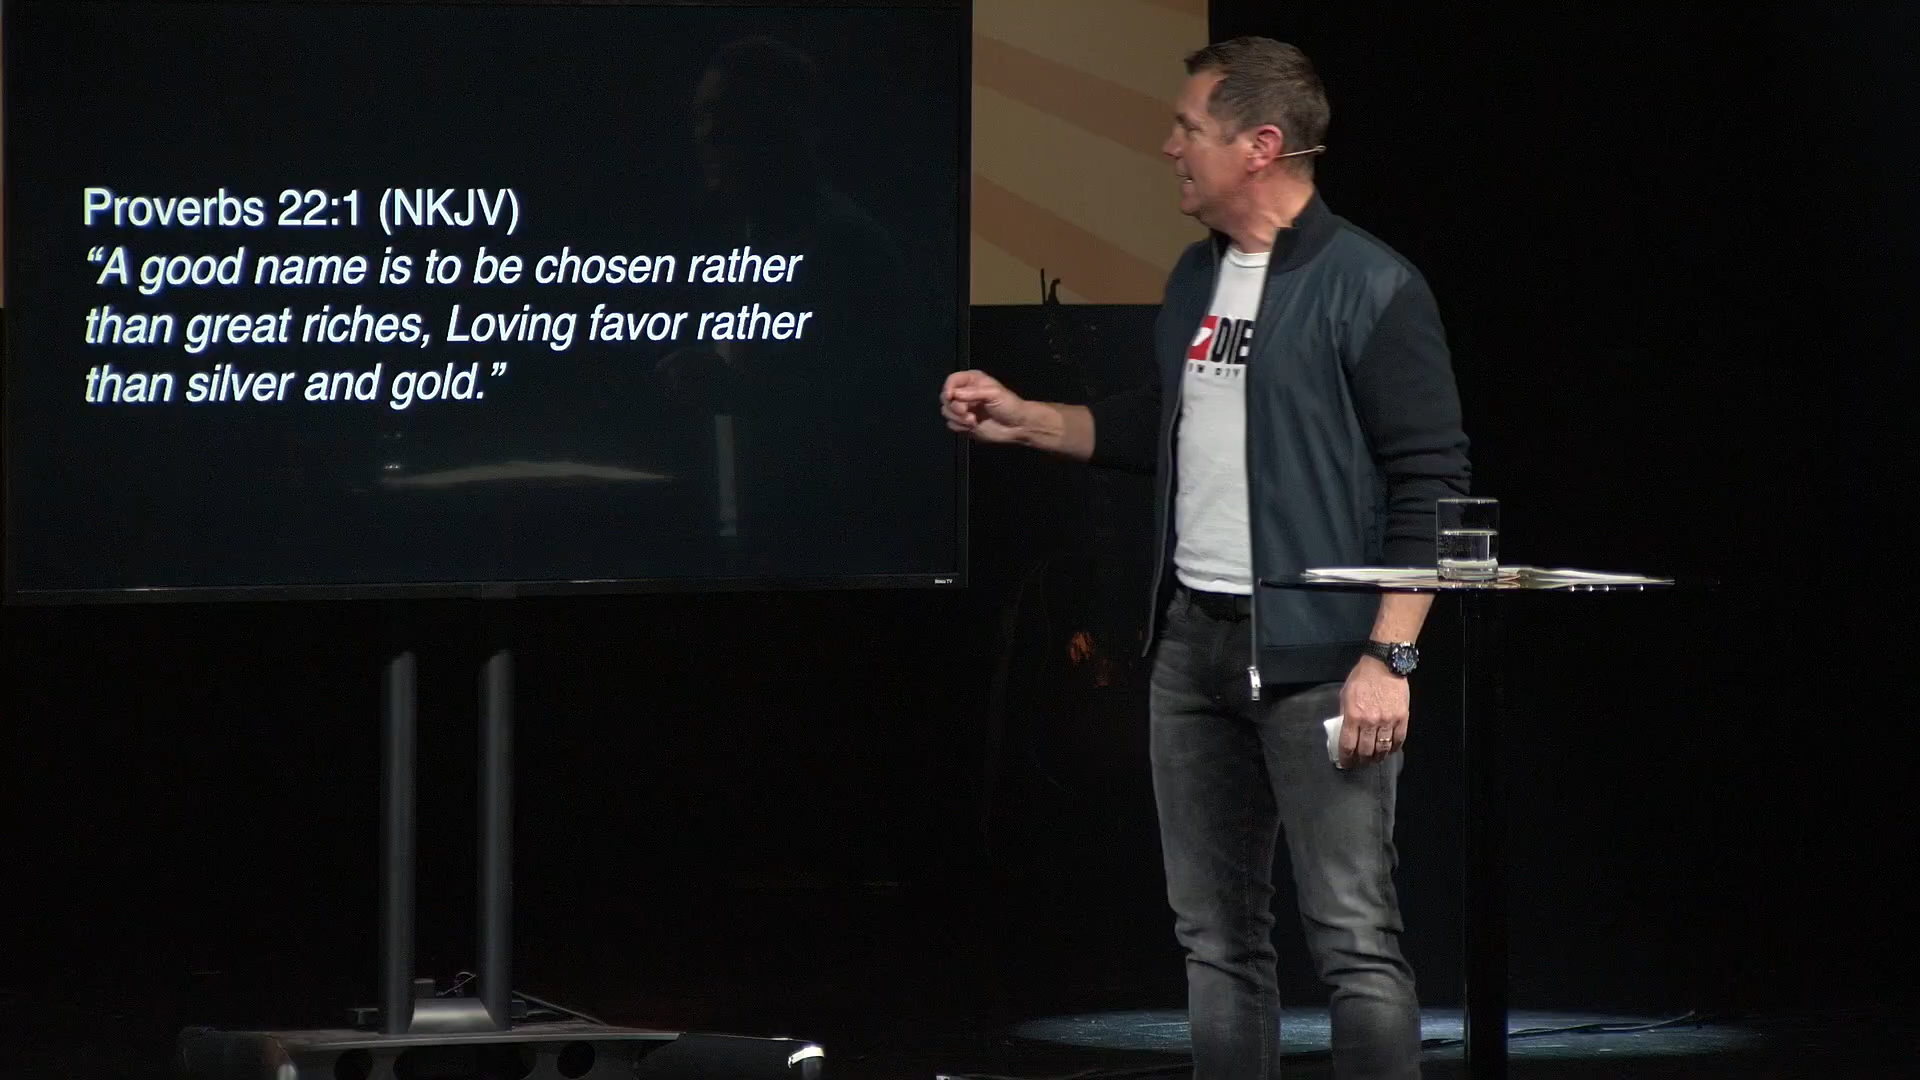 Proverbs 22:1 (NKJV)
“A good name is to be chosen rather
than great riches, Loving favor rather
than silver and gold.”
DIE